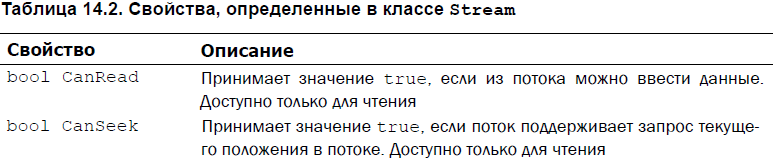 Таблица 14.2. Свойства, определенные в классе Stream
Свойство Описание
bool CanRead Принимает значение true, если из потока можно ввести данные.
Доступно только для чтения
bool CanSeek Принимает значение true, если поток поддерживает запрос текуще-
го положения в потоке. Доступно только для чтения